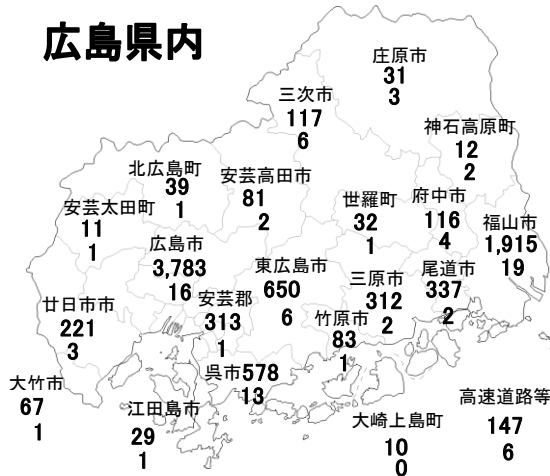 広島県内
庄原市
31
3
三次市
117
6
神石高原町
12
2
北広島町
39
1
安芸高田市
81
2
世羅町
32
1
府中市
116
4
福山市
1,915
19
安芸太田町
11
1
広島市
3,783
16
東広島市
650
6
三原市
312
2
尾道市
337
2
廿日市市
221
3
安芸郡
313
1
竹原市
83
1
呉市578
13
大竹市
67
1
江田島市
29
1
大崎上島町
10
0
高速道路等
147
6